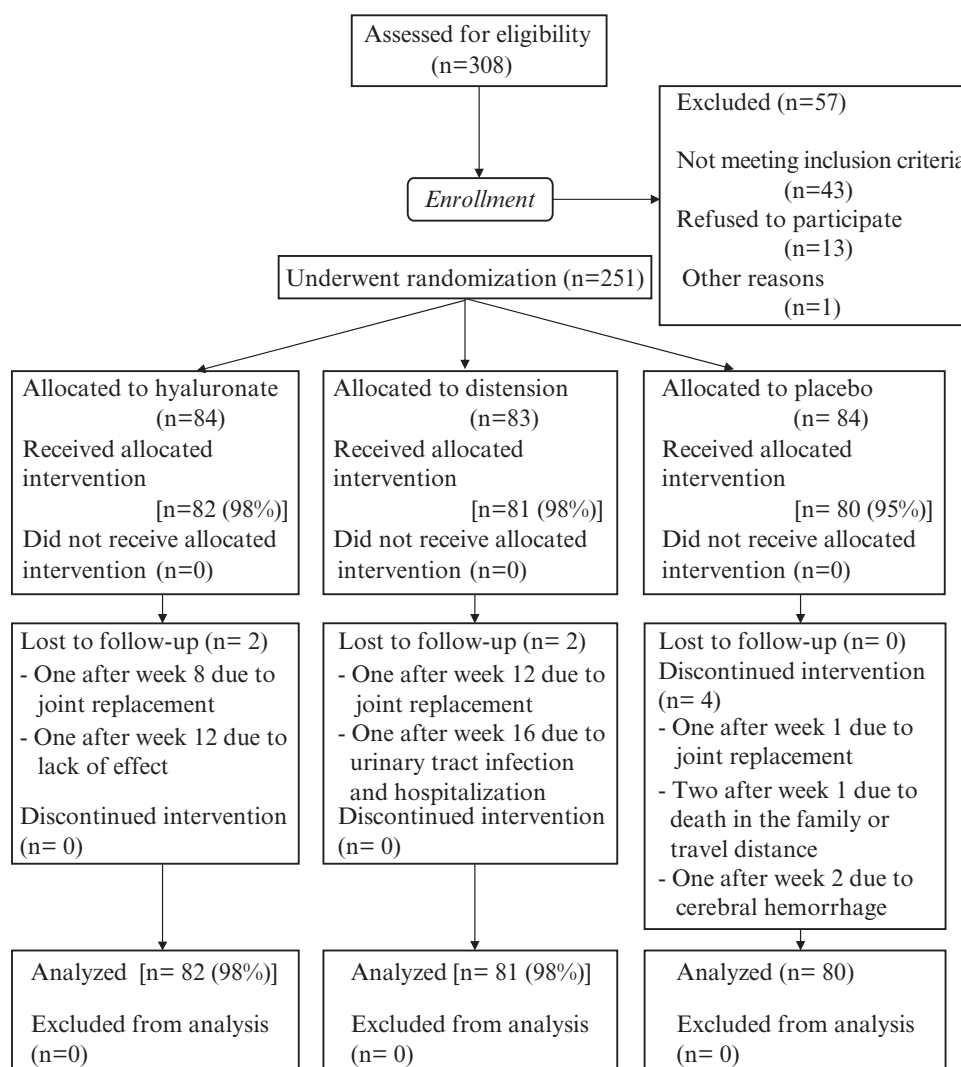 Assessed for eligibility
(n=308)
Excluded (n=57)
Not meeting inclusion criteria
(n=43)
Refused to participate
(n=13)
Other reasons
(n=1)
Enrollment
Underwent randomization (n=251)
Allocated to hyaluronate
(n=84)
Received allocated
intervention
[n=82 (98%)]
Did not receive allocated
intervention (n=0)
Allocated to distension
(n=83)
Received allocated
intervention
[n=81 (98%)]
Did not receive allocated
intervention (n=0)
Allocated to placebo
(n= 84)
Received allocated
intervention
[n= 80 (95%)]
Did not receive allocated
intervention (n=0)
Lost to follow-up (n= 2)
- One after week 8 due to
joint replacement
- One after week 12 due to
lack of effect
Discontinued intervention
(n= 0)
Lost to follow-up (n= 2)
- One after week 12 due to
joint replacement
- One after week 16 due to
urinary tract infection
and hospitalization
Discontinued intervention
(n= 0)
Lost to follow-up (n= 0)
Discontinued intervention
(n= 4)
- One after week 1 due to
joint replacement
- Two after week 1 due to
death in the family or
travel distance
- One after week 2 due to
cerebral hemorrhage
Analyzed [n= 82 (98%)]
Excluded from analysis
(n=0)
Analyzed [n= 81 (98%)]
Excluded from analysis
(n= 0)
Analyzed (n= 80)
Excluded from analysis
(n= 0)